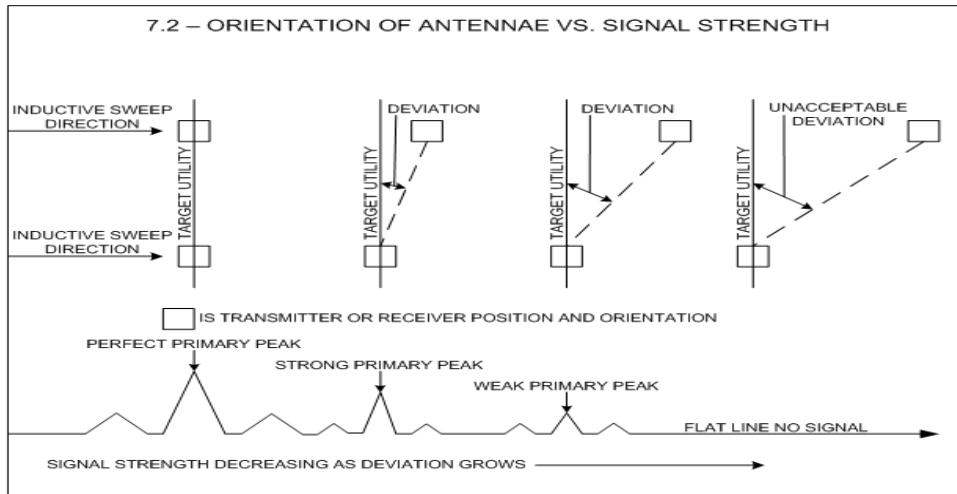 7.2 – ORIENTATION OF ANTENNAE VS. SIGNAL STRENGTH
INDUCTIVE SWEEP
DIRECTION
DEVIATION
DEVIATION
UNACCEPTABLE
DEVIATION
TARGET UTILITY
TARGET UTILITY
TARGET UTILITY
TARGET UTILITY
INDUCTIVE SWEEP
DIRECTION
IS TRANSMITTER OR RECEIVER POSITION AND ORIENTATION
PERFECT PRIMARY PEAK
STRONG PRIMARY PEAK
WEAK PRIMARY PEAK
FLAT LINE NO SIGNAL
SIGNAL STRENGTH DECREASING AS DEVIATION GROWS